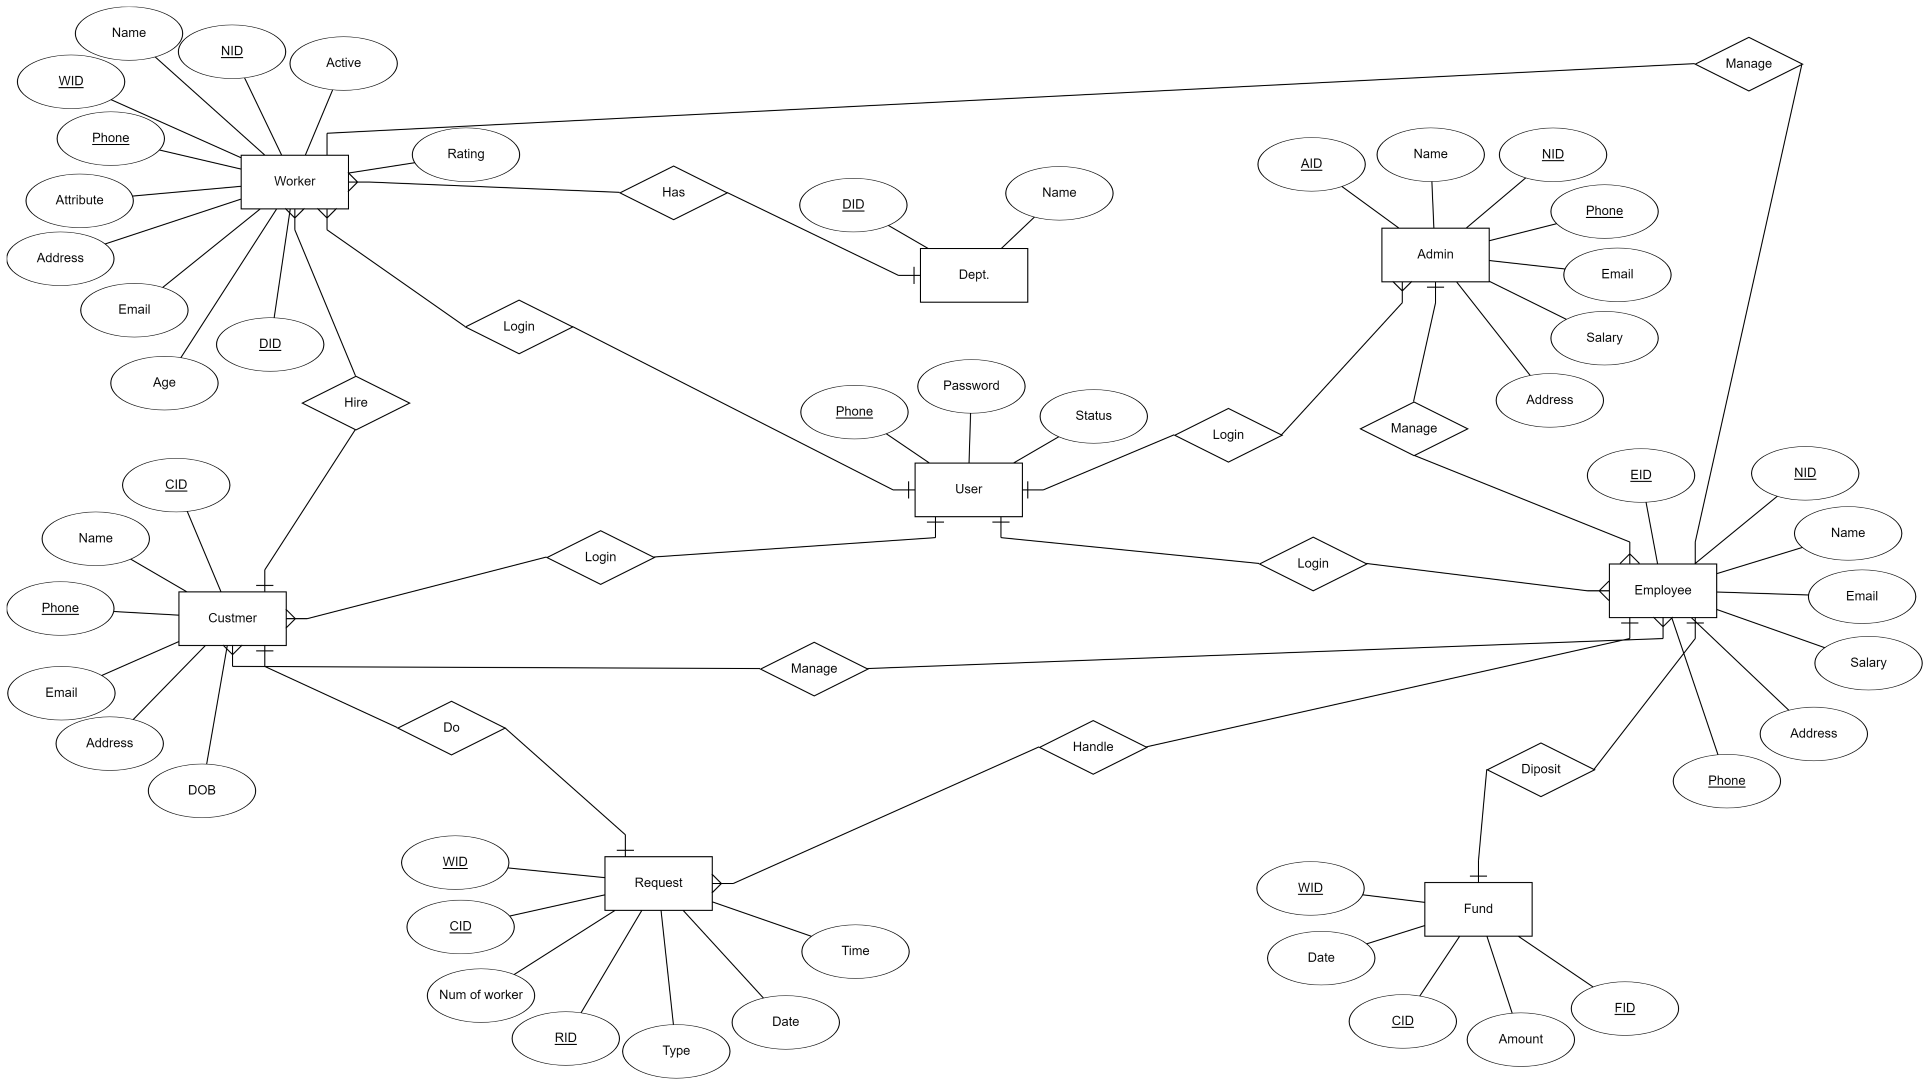 Name
NID
Active
Manage
WID
Phone
Rating
Worker
Attribute
Has
Address
DID
Name
Dept.
AID
Name
NID
Phone
Admin
Email
Salary
Address
Email
DID
Age
Login
Hire
Phone
Password
Status
Login
Manage
User
EID
NID
Name
Employee
Email
Salary
Address
Phone
CID
Name
Phone
Custmer
Email
Address
DOB
Login
Login
Manage
Do
Handle
Diposit
WID
Request
CID
Num of worker
RID
Type
Date
Time
WID
Fund
Date
CID
Amount
FID